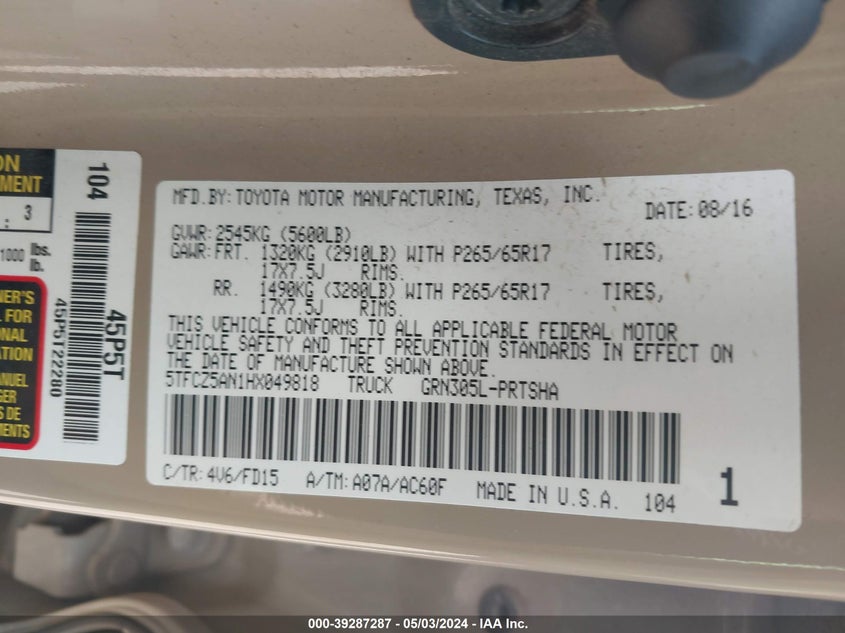 ON
MENT
: 3
1000 lbs.
lb.
NER'S
L FOR
ONAL
ATION
ANUEL
GER
S DE
MENTS
104
45P5T
45P5T222280
MFD.BY:TOYOTA MOTOR MANUFACTURING, TEXAS, INC.
DATE:08/16
GVWR:2545KG (5600LB)
GAWR:FRT. 1320KG (2910LB) WITH P265/65R17 TIRES,
17X7.5J RIMS.
RR. 1490KG (3280LB) WITH P265/65R17 TIRES,
17X7.5J RIMS.
THIS VEHICLE CONFORMS TO ALL APPLICABLE FEDERAL MOTOR
VEHICLE SAFETY AND THEFT PREVENTION STANDARDS IN EFFECT ON
THE DATE OF MANUFACTURE SHOWN ABOVE.
5TFCZ5AN1HX049818 TRUCK GRN305L-PRTSHA
C/TR:4V6/FD15 A/TM:A07A/AC60F MADE IN U.S.A. 104
1
000-39287287 - 05/03/2024 - IAA Inc.